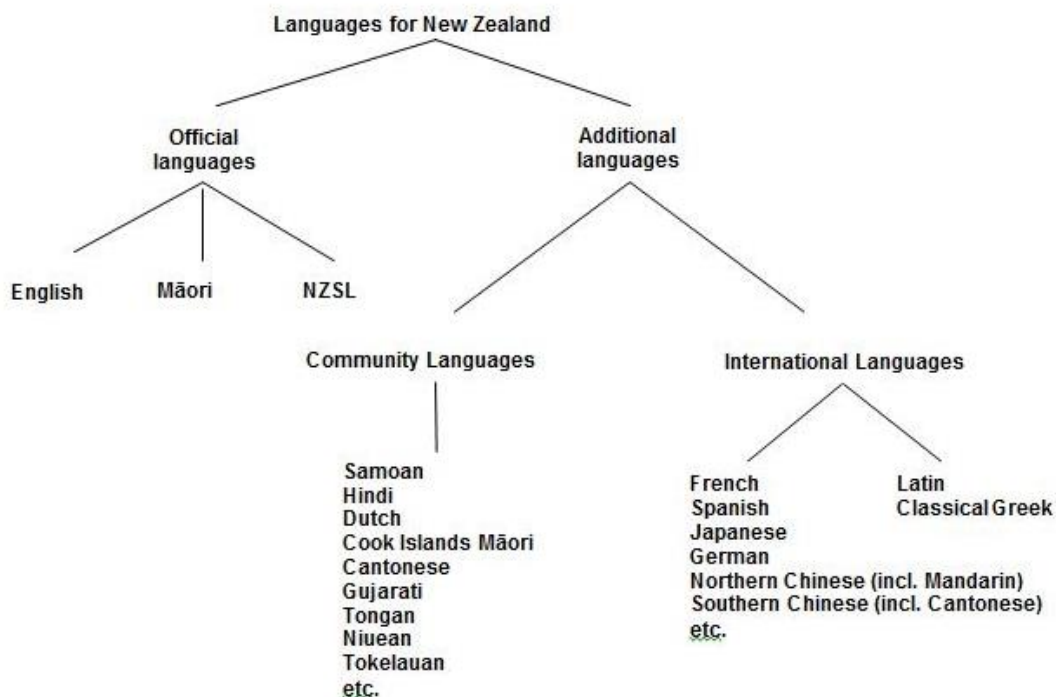 Languages for New Zealand
Official
languages
Additional
languages
English
Māori
NZSL
Community Languages
International Languages
Samoan
Hindi
Dutch
Cook Islands Māori
Cantonese
Gujarati
Tongan
Niuean
Tokelauan
etc.
French
Spanish
Japanese
German
Northern Chinese (incl. Mandarin)
Southern Chinese (incl. Cantonese)
etc.
Latin
Classical Greek